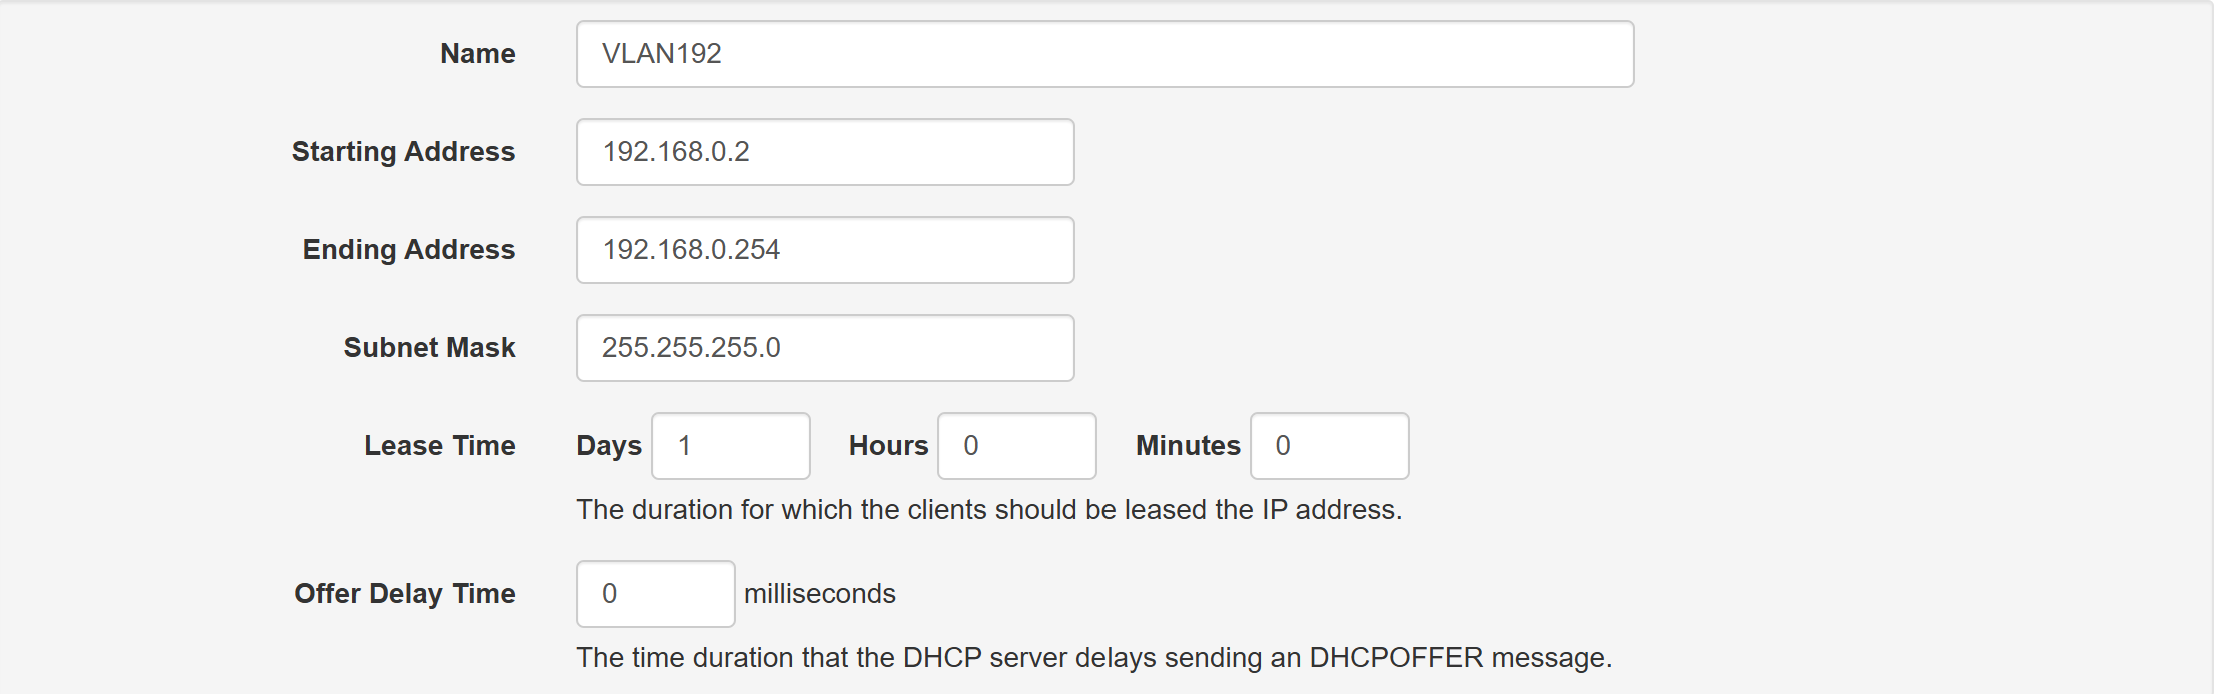 Name VLAN192
Starting Address 192.168.0.2
Ending Address 192.168.0.254
Subnet Mask 255.255.255.0
Lease Time Days 1 Hours 0 Minutes 0
The duration for which the clients should be leased the IP address.
Offer Delay Time 0 milliseconds
The time duration that the DHCP server delays sending an DHCPOFFER message.